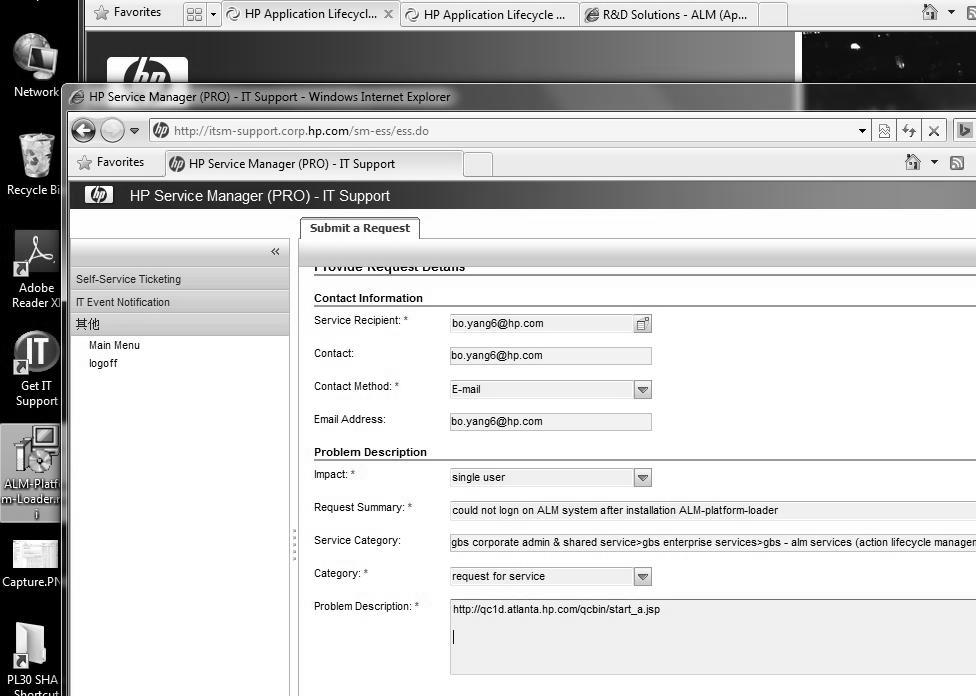 Favorites
HP Application Lifecycl...
HP Application Lifecycle ...
R&D Solutions - ALM (Ap...
hp
HP Service Manager (PRO) - IT Support - Windows Internet Explorer
http://itsm-support.corp.hp.com/sm-ess/ess.do
Favorites
HP Service Manager (PRO) - IT Support
hp
HP Service Manager (PRO) - IT Support
Submit a Request
«
Self-Service Ticketing
IT Event Notification
其他
Main Menu
logoff
Provide Request Details
Contact Information
Service Recipient: *
bo.yang6@hp.com
Contact:
bo.yang6@hp.com
Contact Method: *
E-mail
Email Address:
bo.yang6@hp.com
Problem Description
Impact: *
single user
Request Summary: *
could not logn on ALM system after installation ALM-platform-loader
Service Category:
gbs corporate admin & shared service>gbs enterprise services>gbs - alm services (action lifecycle manager
Category: *
request for service
Problem Description: *
http://qc1d.atlanta.hp.com/qcbin/start_a.jsp
Network
Recycle Bi
Adobe
Reader XI
IT
Get IT
Support
ALM-Platf
m-Loader.
i
Capture.PN
PL30 SHA
Shortcut